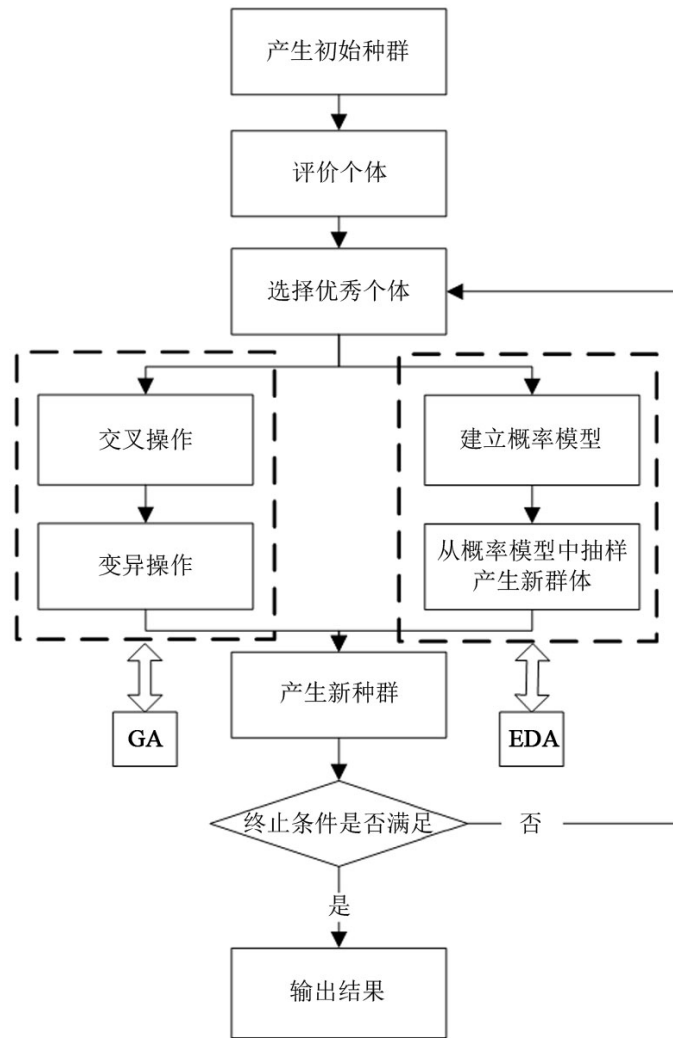 产生初始种群
评价个体
选择优秀个体
交叉操作
建立概率模型
变异操作
从概率模型中抽样
产生新群体
产生新种群
GA
EDA
终止条件是否满足
否
是
输出结果